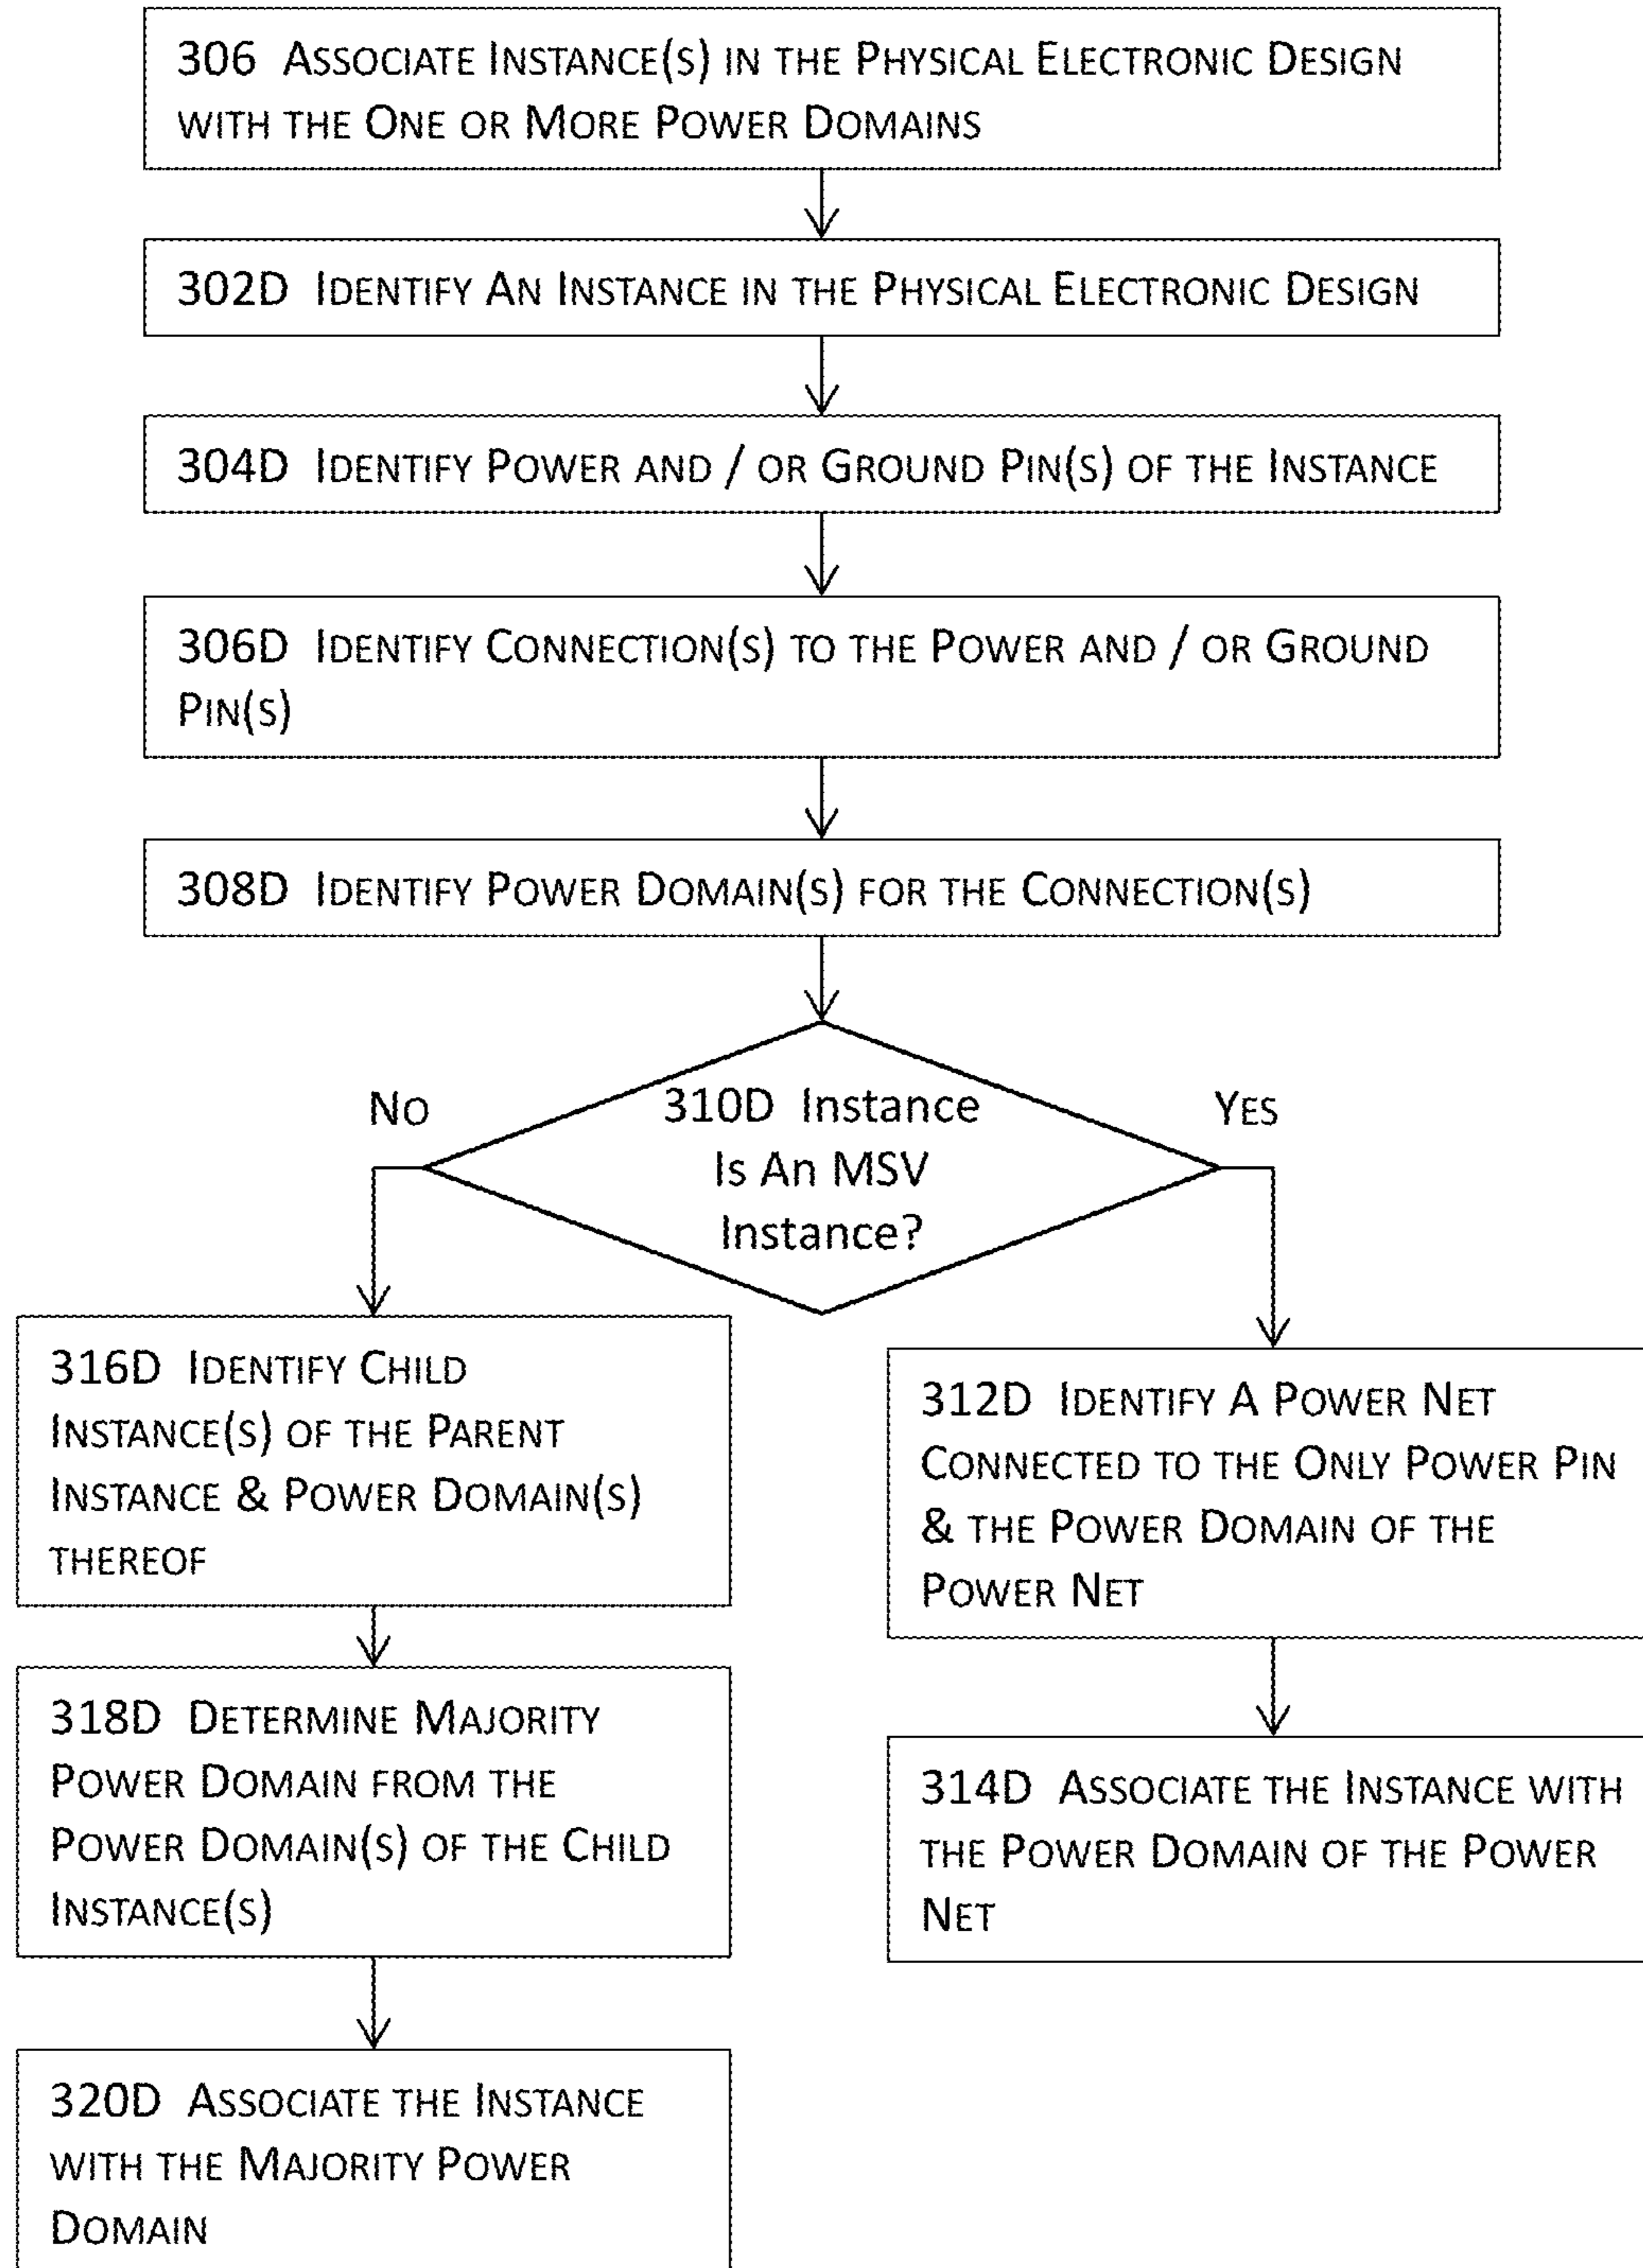 306 Associate Instance(s) in the Physical Electronic Design
with the One or More Power Domains
302D Identify An Instance in the Physical Electronic Design
304D Identify Power and / or Ground Pin(s) of the Instance
306D Identify Connection(s) to the Power and / or Ground
Pin(s)
308D Identify Power Domain(s) for the Connection(s)
No
310D Instance
Is An MSV
Instance?
Yes
316D Identify Child
Instance(s) of the Parent
Instance & Power Domain(s)
thereof
318D Determine Majority
Power Domain from the
Power Domain(s) of the Child
Instance(s)
320D Associate the Instance
with the Majority Power
Domain
312D Identify A Power Net
Connected to the Only Power Pin
& the Power Domain of the
Power Net
314D Associate the Instance with
the Power Domain of the Power
Net